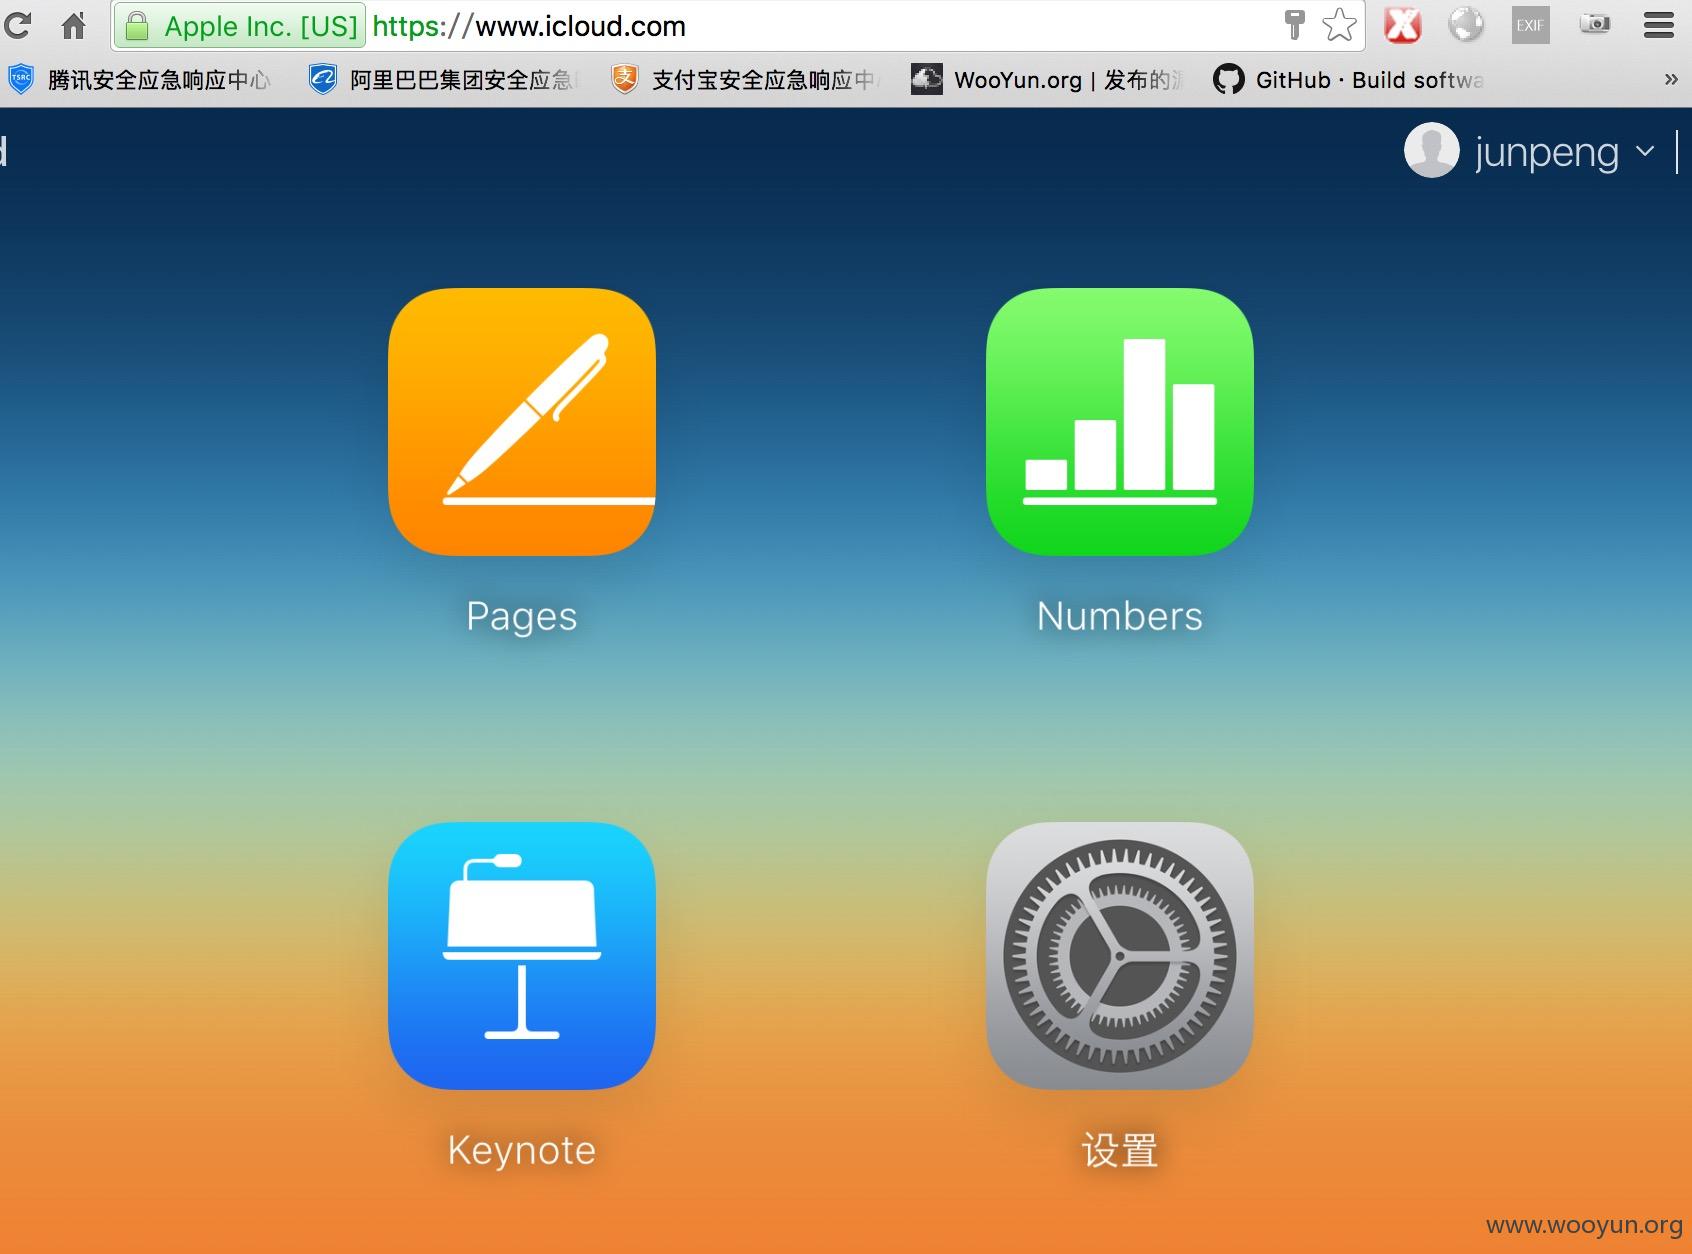 Apple Inc. [US] https://www.icloud.com
EXIF
TSRC 腾讯安全应急响应中心 阿里巴巴集团安全应急 支付宝安全应急响应中 WooYun.org | 发布的 GitHub · Build softwa »
d junpeng
Pages Numbers
Keynote 设置
www.wooyun.org